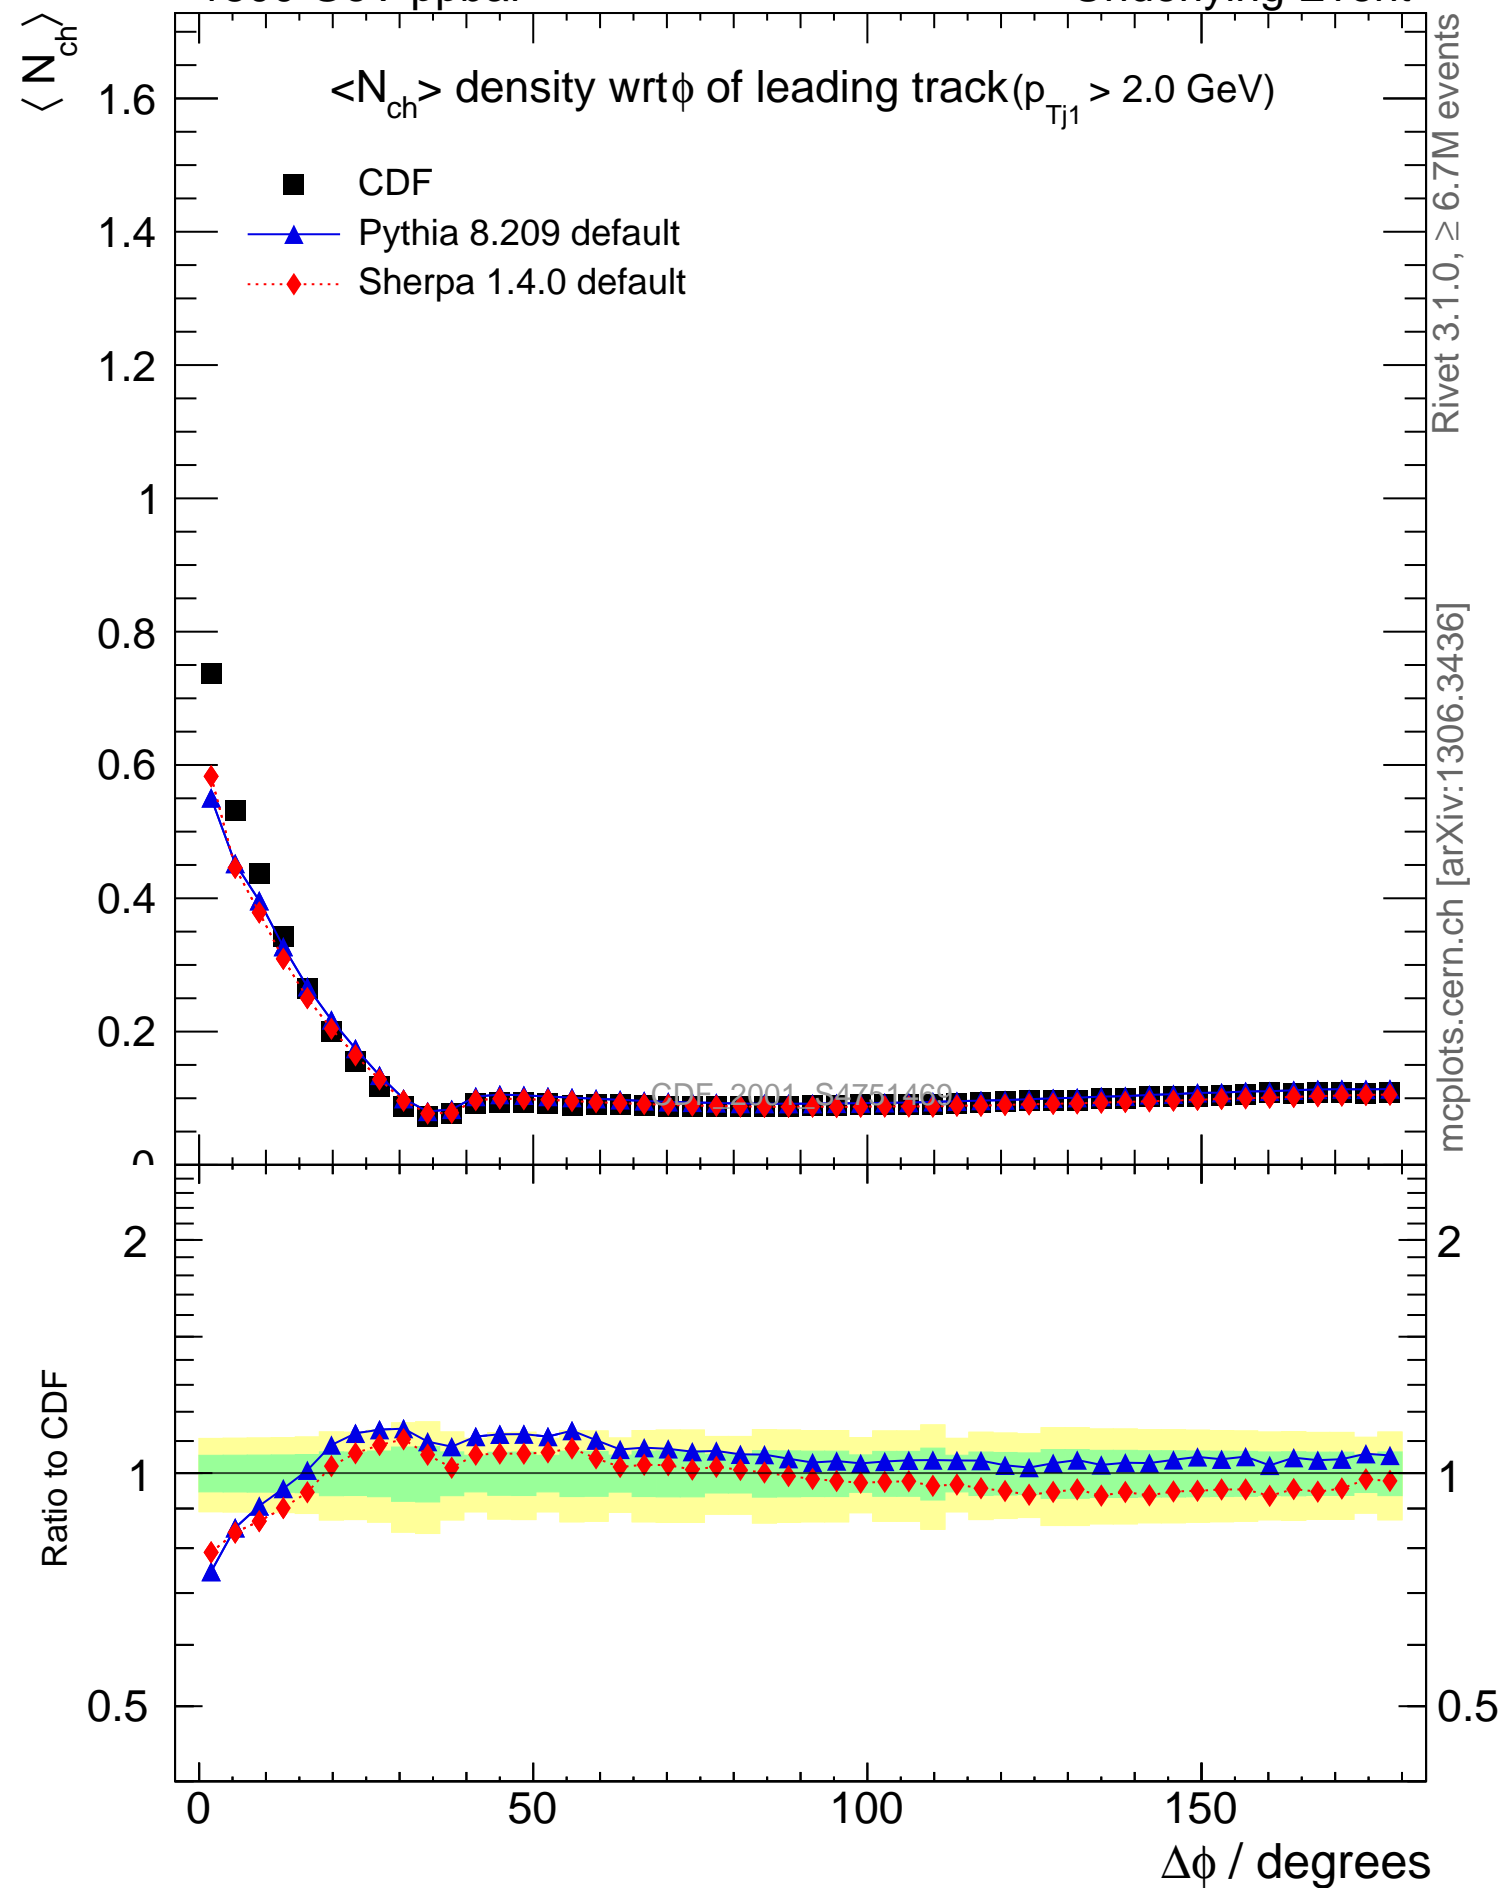 ⟨ N_ch ⟩
<N_ch> density wrt ϕ of leading track (p_Tj1 > 2.0 GeV)
CDF
Pythia 8.209 default
Sherpa 1.4.0 default
1.6
1.4
1.2
1
0.8
0.6
0.4
0.2
0
CDF_2001_S4751469
Rivet 3.1.0, ≥ 6.7M events
mcplots.cern.ch [arXiv:1306.3436]
Ratio to CDF
2
1
0.5
2
1
0.5
0 50 100 150
Δϕ / degrees